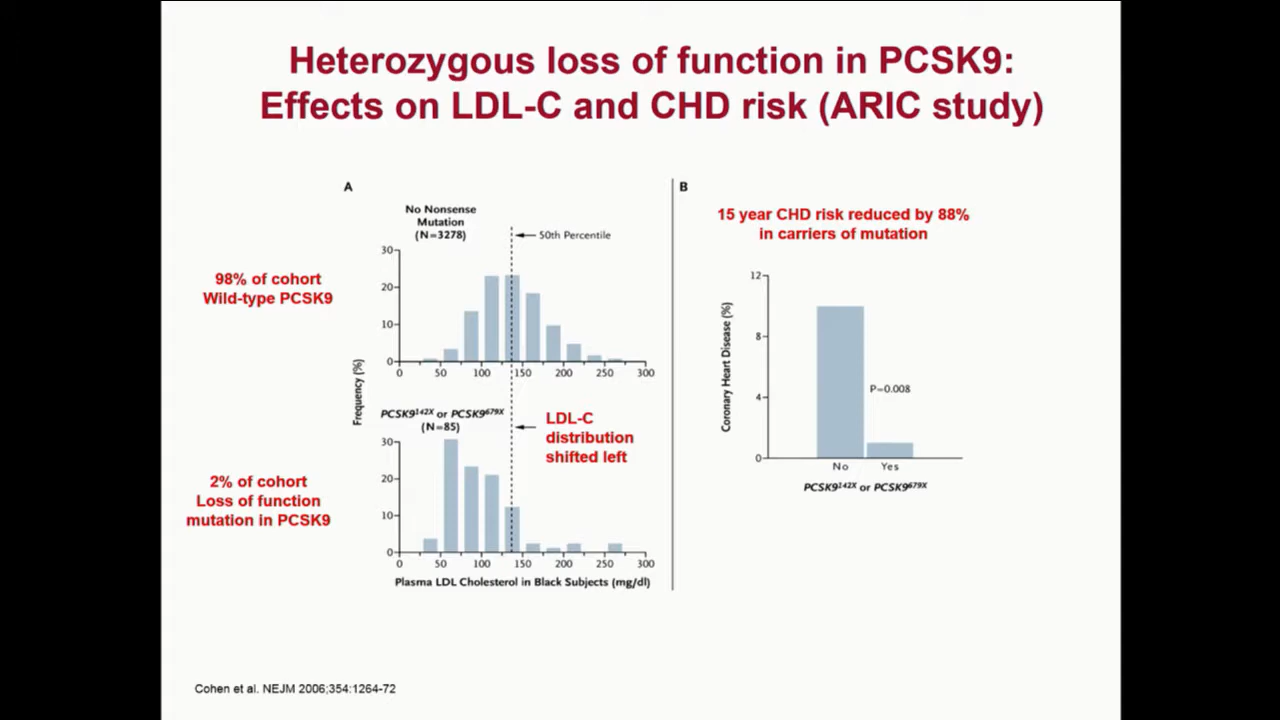 Heterozygous loss of function in PCSK9:
Effects on LDL-C and CHD risk (ARIC study)
A
No Nonsense
Mutation
(N=3278)
50th Percentile
98% of cohort
Wild-type PCSK9
30
20
10
0
0 50 100 150 200 250 300
Frequency (%)
PCSK9142X or PCSK9679X
(N=85)
LDL-C
distribution
shifted left
2% of cohort
Loss of function
mutation in PCSK9
30
20
10
0
0 50 100 150 200 250 300
Plasma LDL Cholesterol in Black Subjects (mg/dl)
B
15 year CHD risk reduced by 88%
in carriers of mutation
12
8
4
0
Coronary Heart Disease (%)
P=0.008
No Yes
PCSK9142X or PCSK9679X
Cohen et al. NEJM 2006;354:1264-72